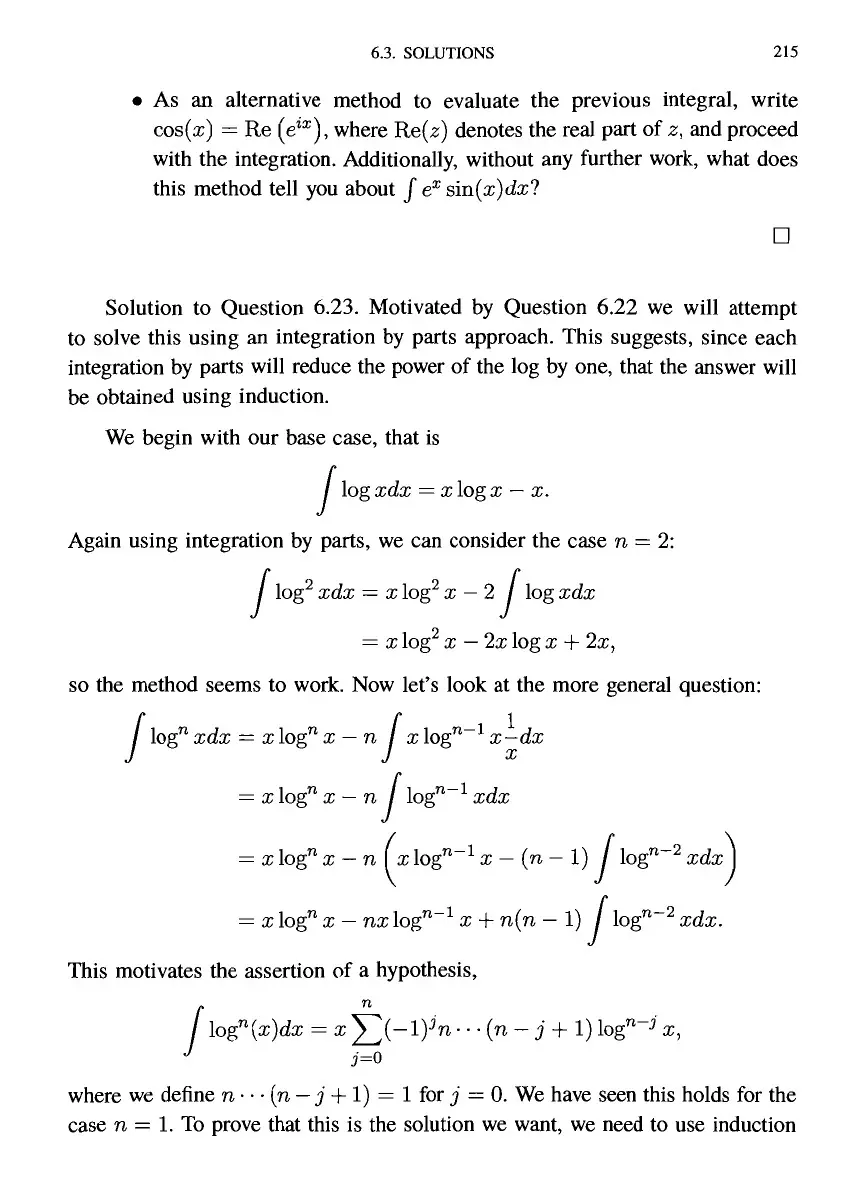 6.3. SOLUTIONS 215
• As an alternative method to evaluate the previous integral, write
cos(x) = Re (e^{ix}), where Re(z) denotes the real part of z, and proceed
with the integration. Additionally, without any further work, what does
this method tell you about ∫ e^x sin(x)dx?
□
Solution to Question 6.23. Motivated by Question 6.22 we will attempt
to solve this using an integration by parts approach. This suggests, since each
integration by parts will reduce the power of the log by one, that the answer will
be obtained using induction.
We begin with our base case, that is
∫ log xdx = x log x − x.
Again using integration by parts, we can consider the case n = 2:
∫ log² xdx = x log² x − 2 ∫ log xdx
= x log² x − 2x log x + 2x,
so the method seems to work. Now let's look at the more general question:
∫ log^n xdx = x log^n x − n ∫ x log^{n−1} x \frac{1}{x} dx
= x log^n x − n ∫ log^{n−1} xdx
= x log^n x − n (x log^{n−1} x − (n − 1) ∫ log^{n−2} xdx)
= x log^n x − nx log^{n−1} x + n(n − 1) ∫ log^{n−2} xdx.
This motivates the assertion of a hypothesis,
∫ log^n(x)dx = x ∑_{j=0}^{n} (−1)^j n ⋯ (n − j + 1) log^{n−j} x,
where we define n ⋯ (n − j + 1) = 1 for j = 0. We have seen this holds for the
case n = 1. To prove that this is the solution we want, we need to use induction